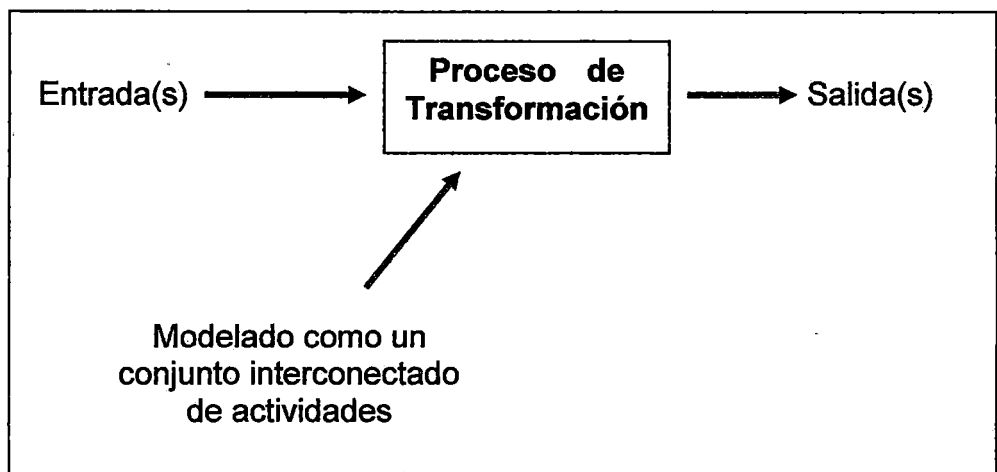 Entrada(s)
Proceso de
Transformación
Salida(s)
Modelado como un
conjunto interconectado
de actividades